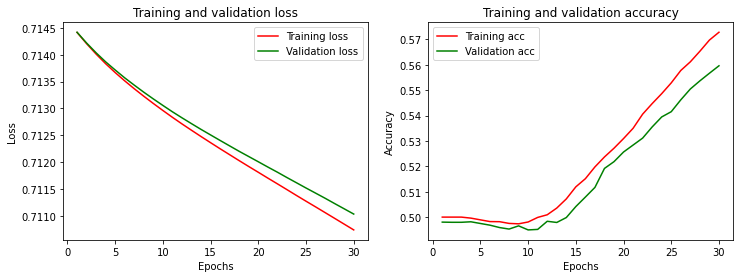 Training and validation loss
0.7145
0.7140
0.7135
0.7130
0.7125
0.7120
0.7115
0.7110
Loss
Training loss
Validation loss
0 5 10 15 20 25 30
Epochs
Training and validation accuracy
0.57
0.56
0.55
0.54
0.53
0.52
0.51
0.50
Accuracy
Training acc
Validation acc
0 5 10 15 20 25 30
Epochs